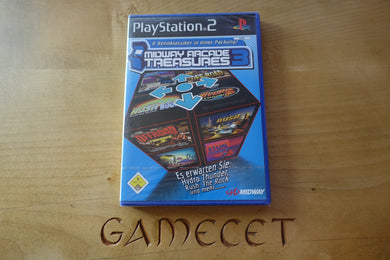 PlayStation 2
8 Rennklassiker in einer Packung!
MIDWAY ARCADE
TREASURES 3
OFFROAD
Es erwarten Sie:
Hydro Thunder,
Rush The Rock
und mehr...
MIDWAY
GAMECET